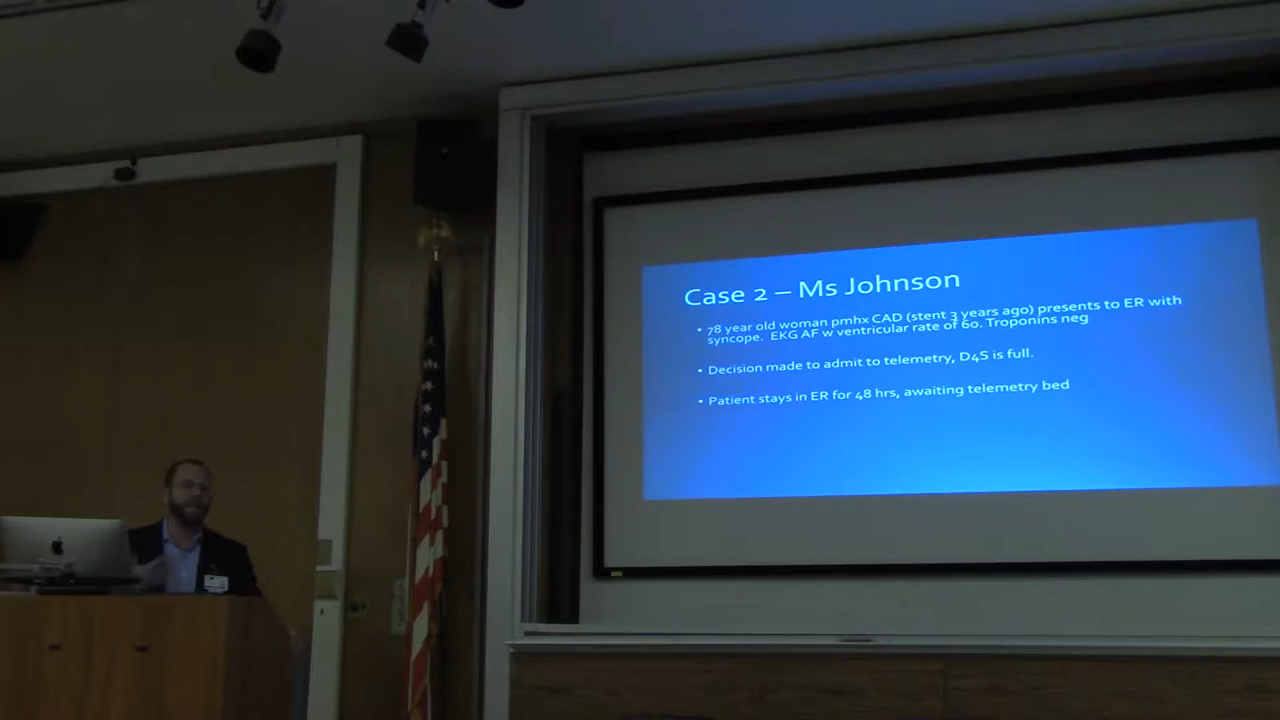 Case 2 – Ms Johnson
• 78 year old woman pmhx CAD (stent 3 years ago) presents to ER with
syncope. EKG AF w ventricular rate of 60. Troponins neg
• Decision made to admit to telemetry, D4S is full.
• Patient stays in ER for 48 hrs, awaiting telemetry bed